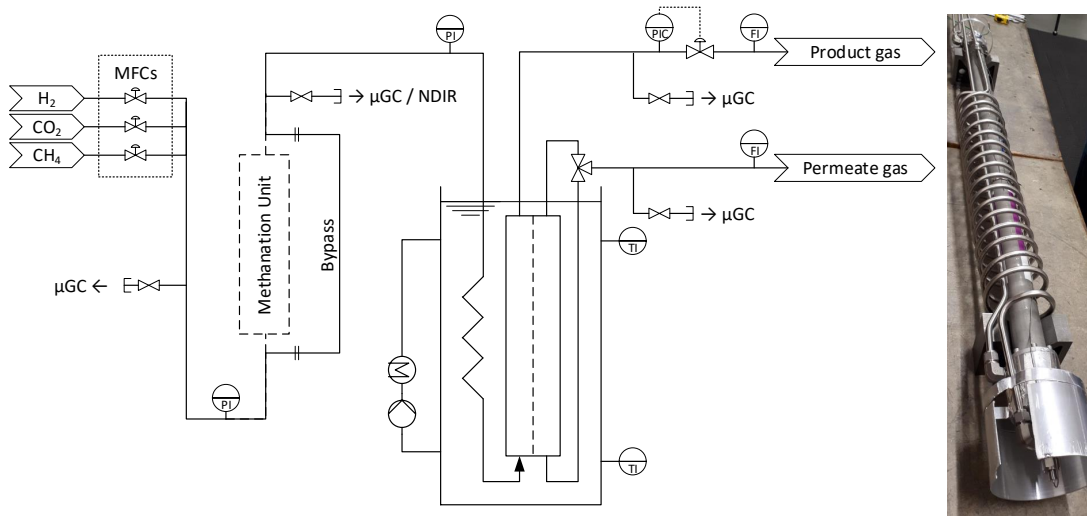 MFCs
H₂
CO₂
CH₄
μGC ←
PI
Methanation Unit
Bypass
→ μGC / NDIR
PI
PIC
FI
Product gas
→ μGC
FI
Permeate gas
→ μGC
TI
TI